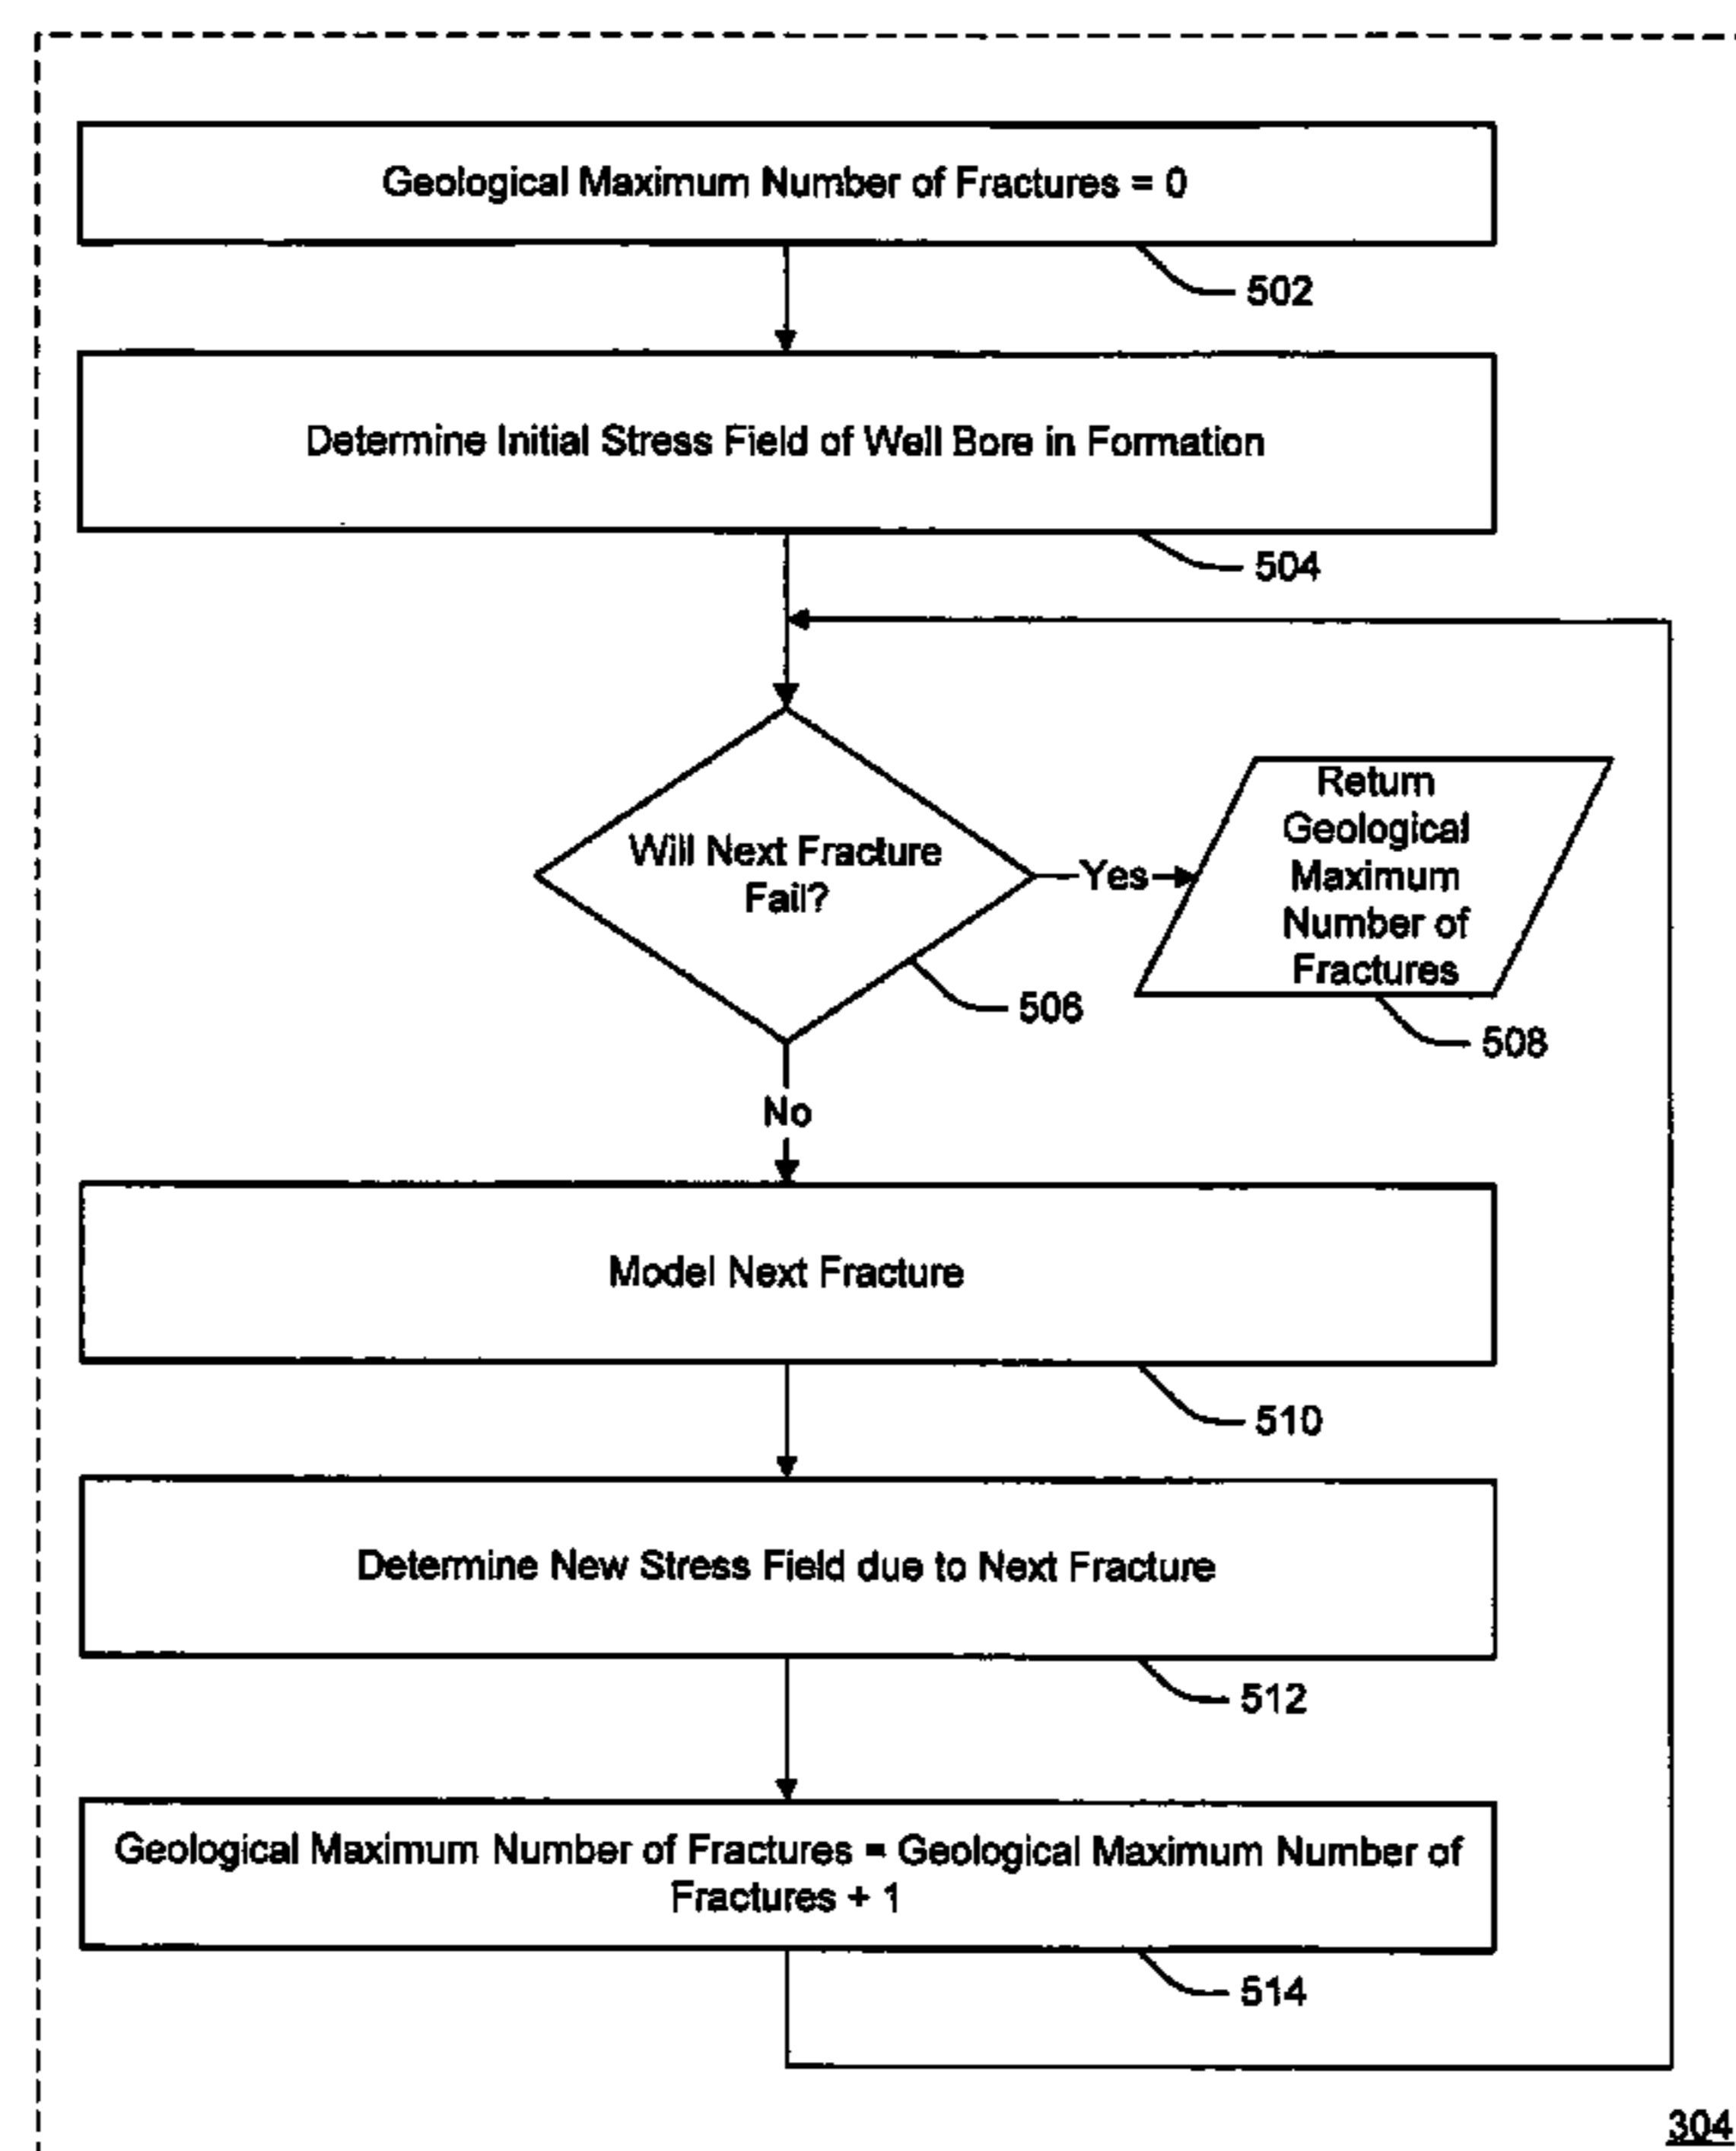 Geological Maximum Number of Fractures = 0
502
Determine Initial Stress Field of Well Bore in Formation
504
Will Next Fracture
Fail?
Yes
Return
Geological
Maximum
Number of
Fractures
506
508
No
Model Next Fracture
510
Determine New Stress Field due to Next Fracture
512
Geological Maximum Number of Fractures = Geological Maximum Number of
Fractures + 1
514
304